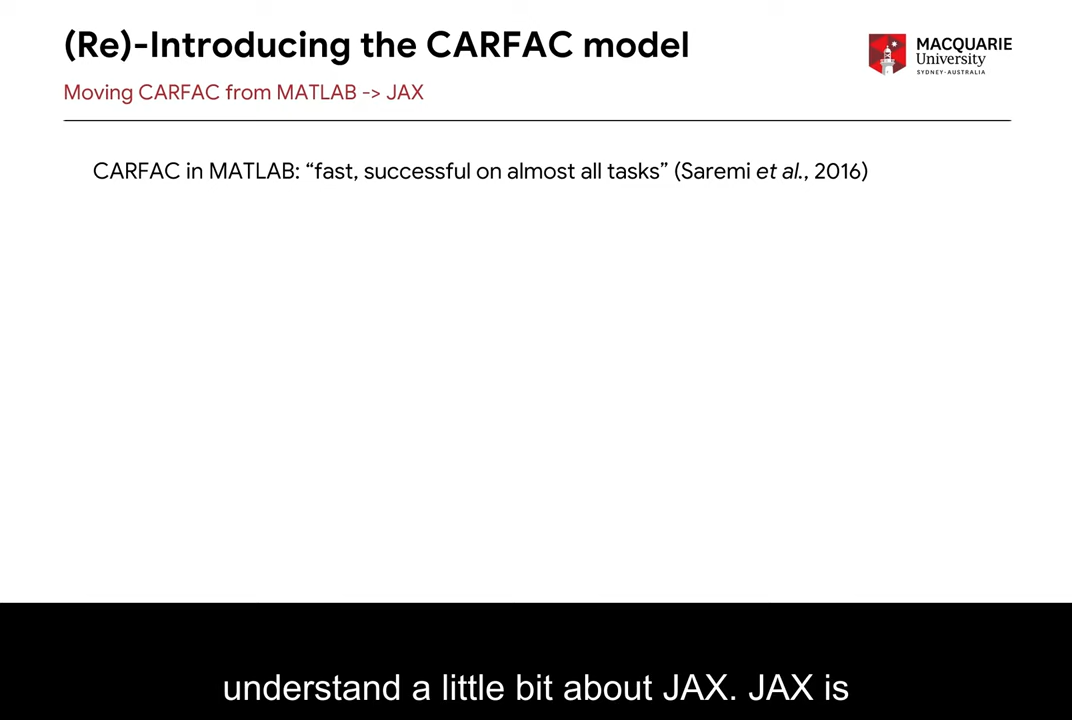 (Re)-Introducing the CARFAC model
MACQUARIE
University
SYDNEY·AUSTRALIA
Moving CARFAC from MATLAB -> JAX
CARFAC in MATLAB: “fast, successful on almost all tasks” (Saremi et al., 2016)
understand a little bit about JAX. JAX is